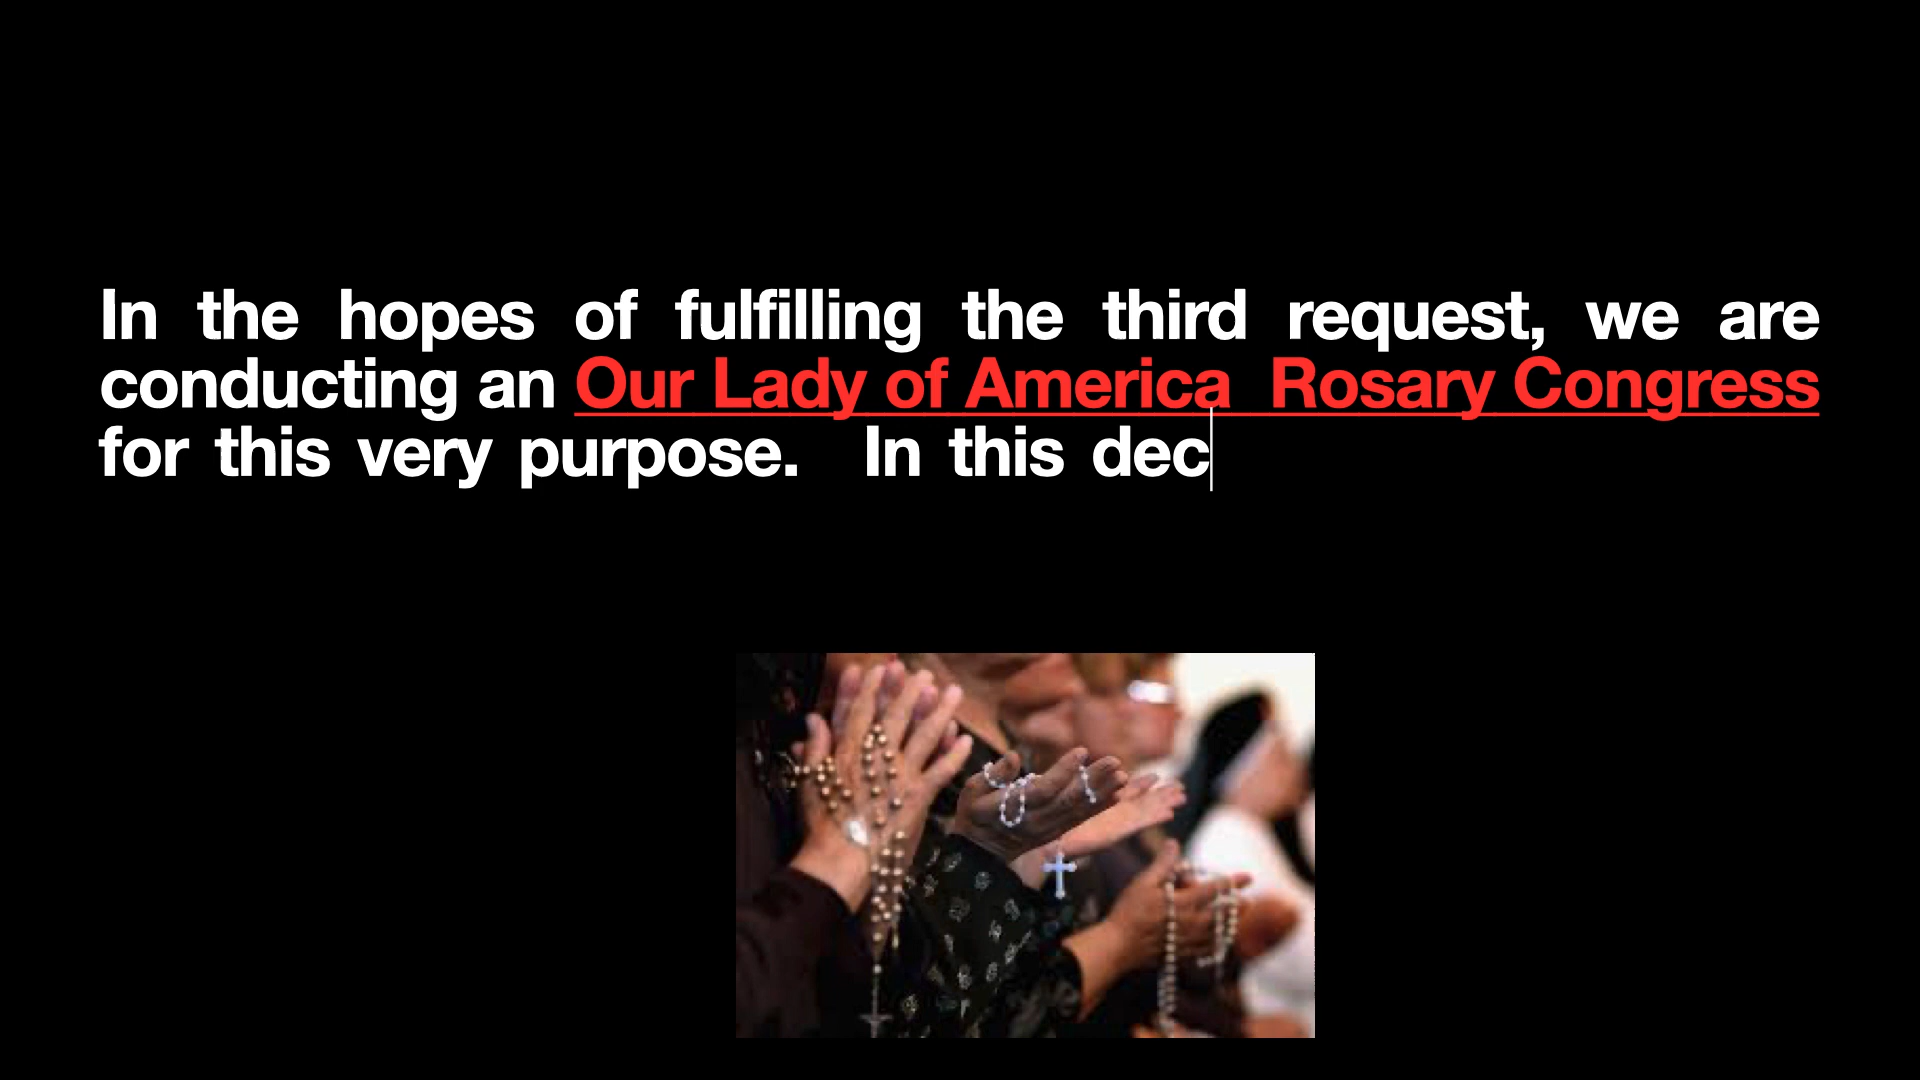 In the hopes of fulfilling the third request, we are
conducting an Our Lady of America  Rosary Congress
for this very purpose.   In this dec